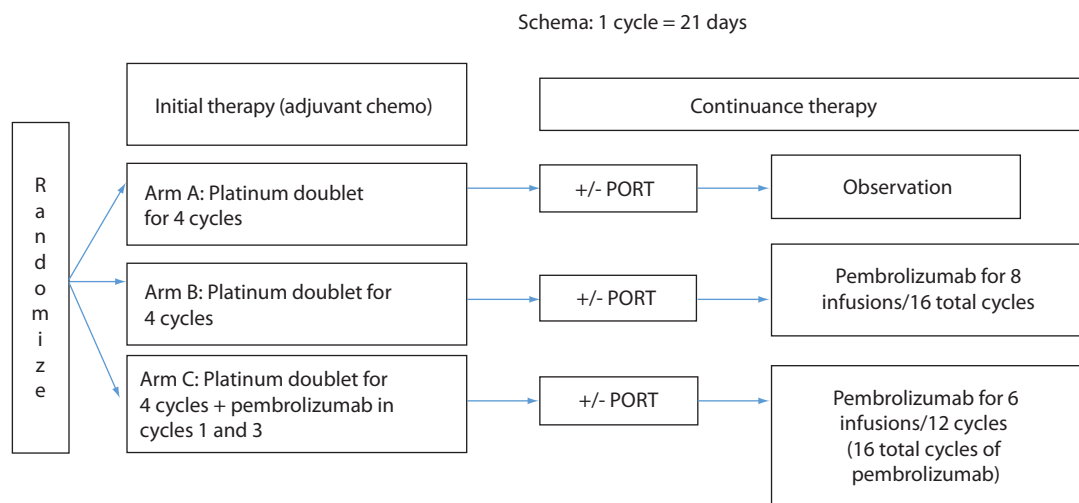 Schema: 1 cycle = 21 days
Initial therapy (adjuvant chemo)
Continuance therapy
Randomize
Arm A: Platinum doublet
for 4 cycles
+/- PORT
Observation
Arm B: Platinum doublet for
4 cycles
+/- PORT
Pembrolizumab for 8
infusions/16 total cycles
Arm C: Platinum doublet for
4 cycles + pembrolizumab in
cycles 1 and 3
+/- PORT
Pembrolizumab for 6
infusions/12 cycles
(16 total cycles of
pembrolizumab)